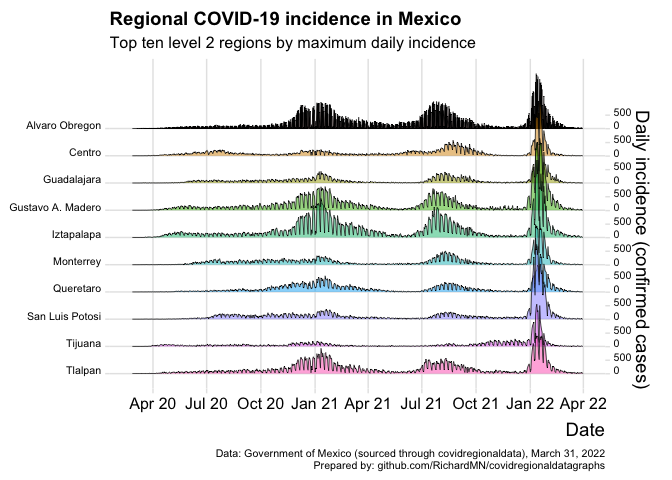 Regional COVID-19 incidence in Mexico
Top ten level 2 regions by maximum daily incidence
Alvaro Obregon
Centro
Guadalajara
Gustavo A. Madero
Iztapalapa
Monterrey
Queretaro
San Luis Potosi
Tijuana
Tlalpan
500
0
500
0
500
0
500
0
500
0
500
0
500
0
500
0
500
0
500
0
Daily incidence (confirmed cases)
Apr 20 Jul 20 Oct 20 Jan 21 Apr 21 Jul 21 Oct 21 Jan 22 Apr 22
Date
Data: Government of Mexico (sourced through covidregionaldata), March 31, 2022
Prepared by: github.com/RichardMN/covidregionaldatagraphs